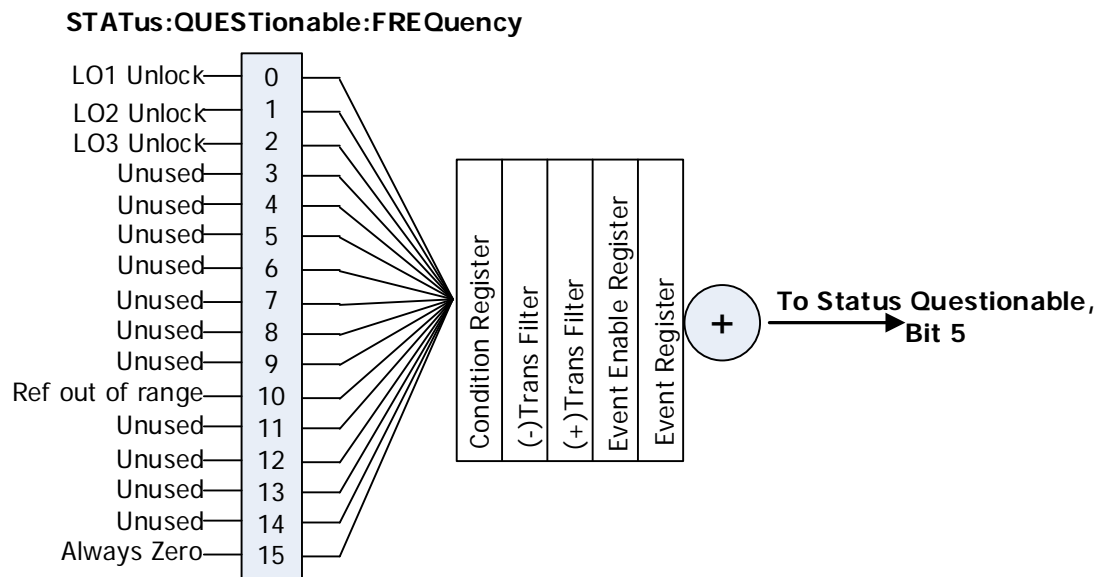 STATus:QUESTionable:FREQuency
LO1 Unlock 0
LO2 Unlock 1
LO3 Unlock 2
Unused 3
Unused 4
Unused 5
Unused 6
Unused 7
Unused 8
Unused 9
Ref out of range 10
Unused 11
Unused 12
Unused 13
Unused 14
Always Zero 15
Condition Register
(-)Trans Filter
(+)Trans Filter
Event Enable Register
Event Register
+
To Status Questionable,
Bit 5